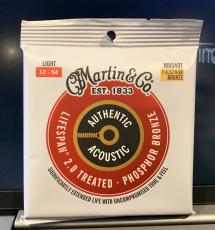 LIGHT
12 - 54
MA540T
PHOSPHOR
BRONZE
Martin & Co.
EST. 1833
AUTHENTIC
ACOUSTIC
LIFESPAN® 2.0 TREATED · PHOSPHOR BRONZE
SIGNIFICANTLY EXTENDED LIFE WITH UNCOMPROMISED TONE & FEEL